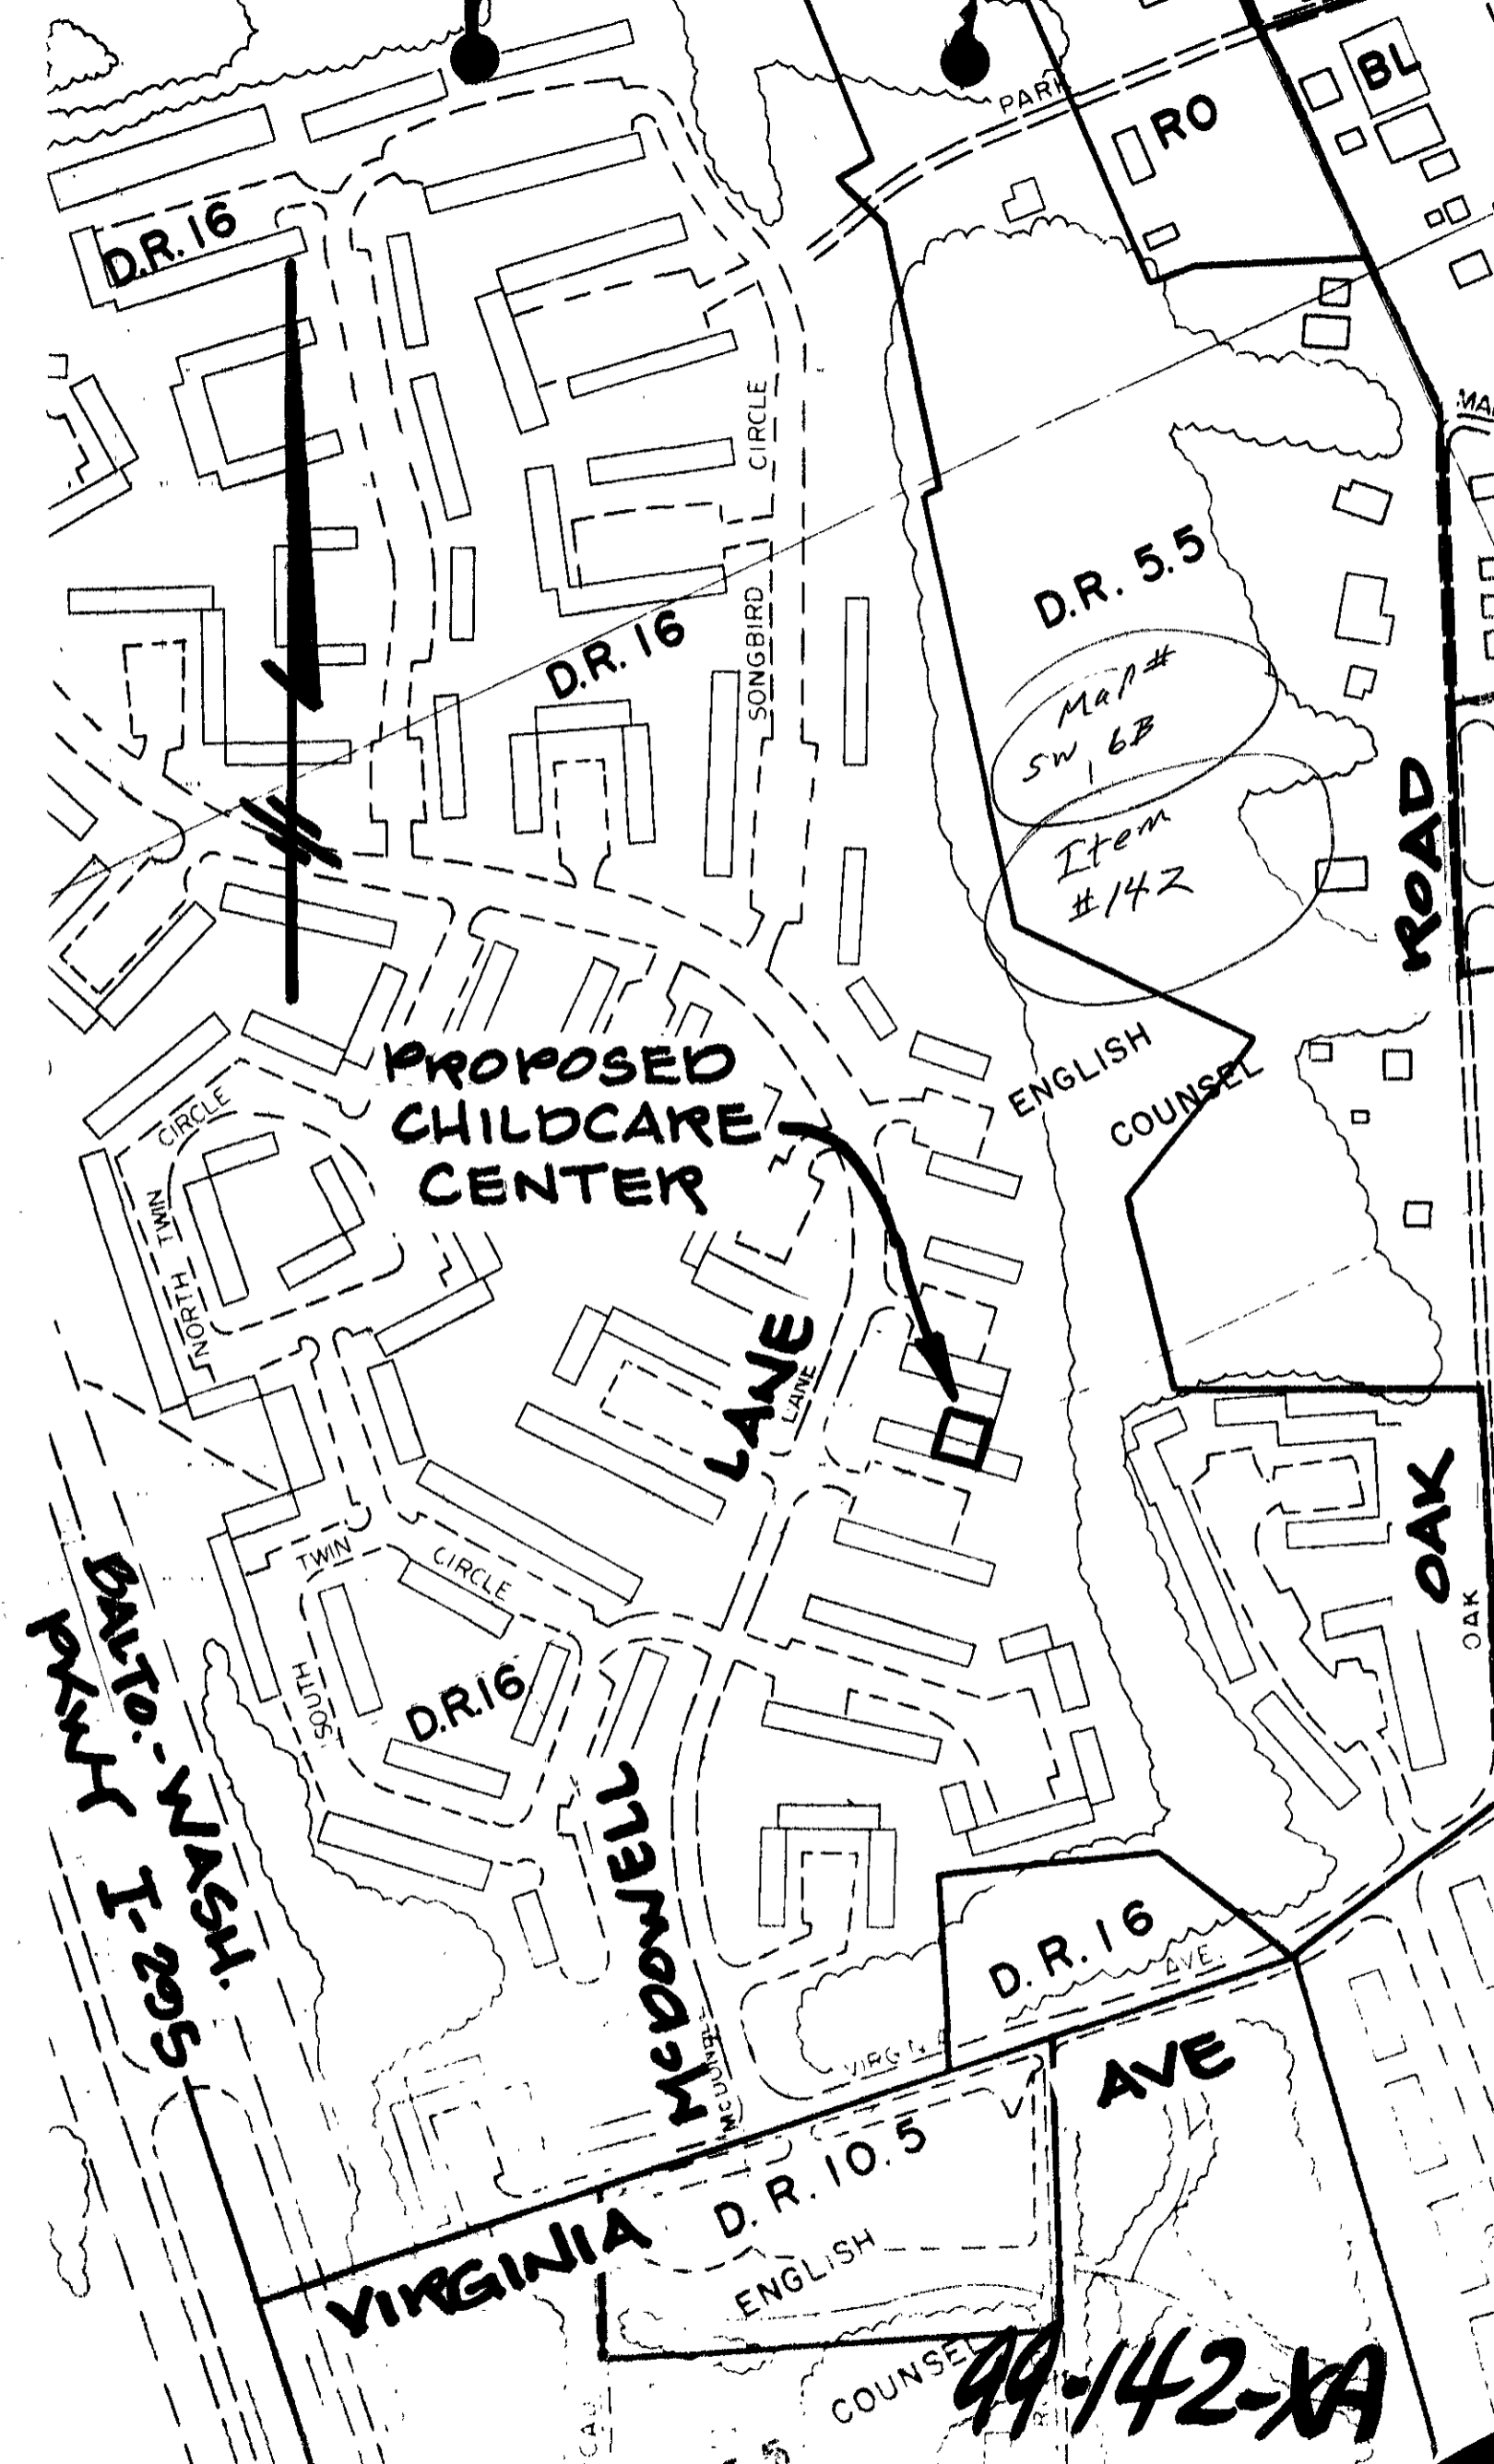 PARK
RO
BL
D.R. 16
CIRCLE
D.R. 5.5
D.R. 16
SONGBIRD
Map #
SW, 6B
Item
#142
ROAD
PROPOSED
CHILDCARE
CENTER
ENGLISH
COUNSEL
CIRCLE
TWIN
NORTH
LANE
LANE
OAK
OAK
TWIN
CIRCLE
SOUTH
D.R.16
BALTO.-WASH.
PKWY I-295
McDOWELL
D.R. 16
AVE.
AVE
VIRGINIA
D.R. 10.5
ENGLISH
COUNSEL
99-142-XA